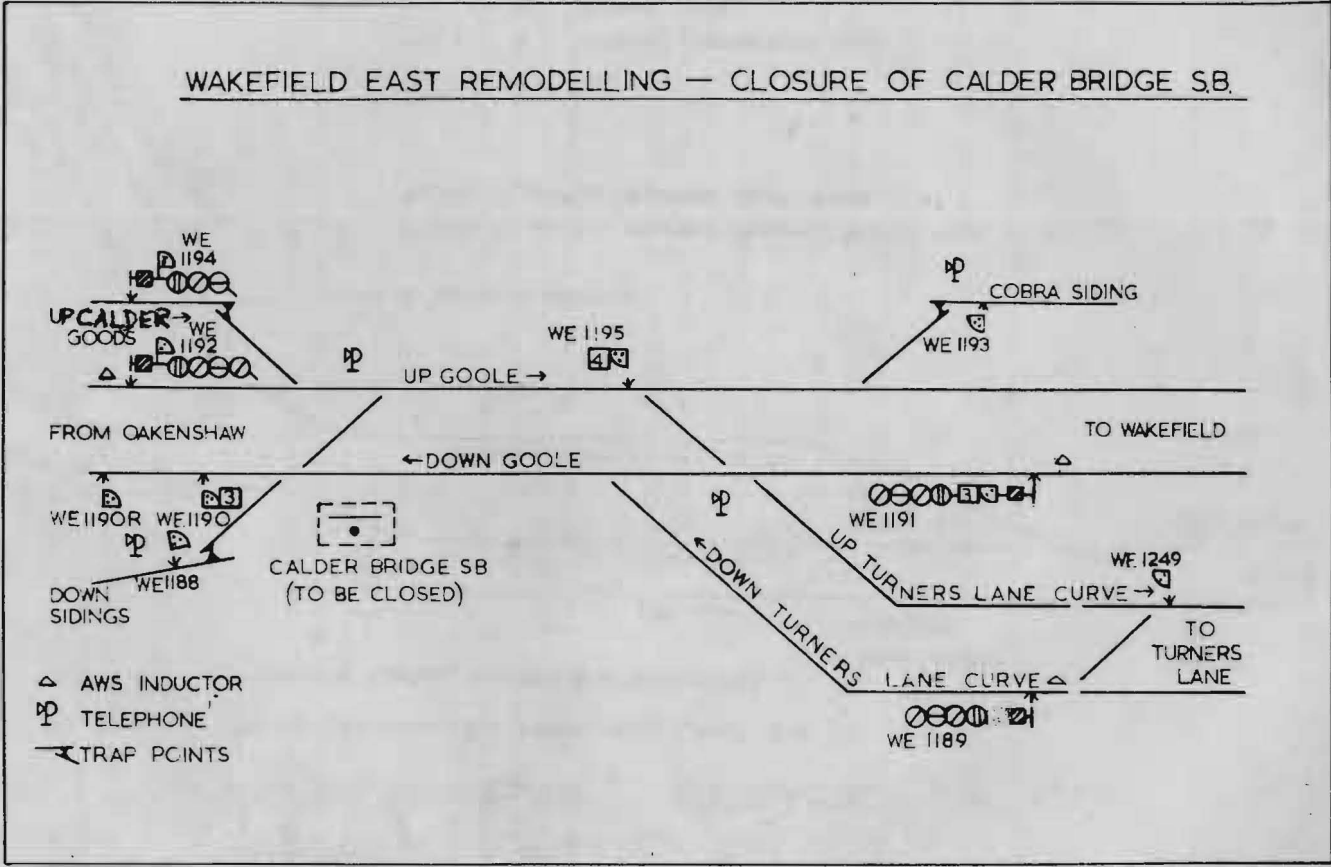 WAKEFIELD EAST REMODELLING — CLOSURE OF CALDER BRIDGE S.B.
WE
1194
UP CALDER →
GOODS
WE
1192
WE 1195
4
COBRA SIDING
WE 1193
UP GOOLE →
FROM OAKENSHAW
TO WAKEFIELD
← DOWN GOOLE
WE1190R
WE1190
3
3
WE 1191
WE1188
DOWN
SIDINGS
CALDER BRIDGE SB
(TO BE CLOSED)
UP TURNERS LANE CURVE →
WE 1249
← DOWN TURNERS LANE CURVE
TO
TURNERS
LANE
WE 1189
AWS INDUCTOR
TELEPHONE
TRAP POINTS